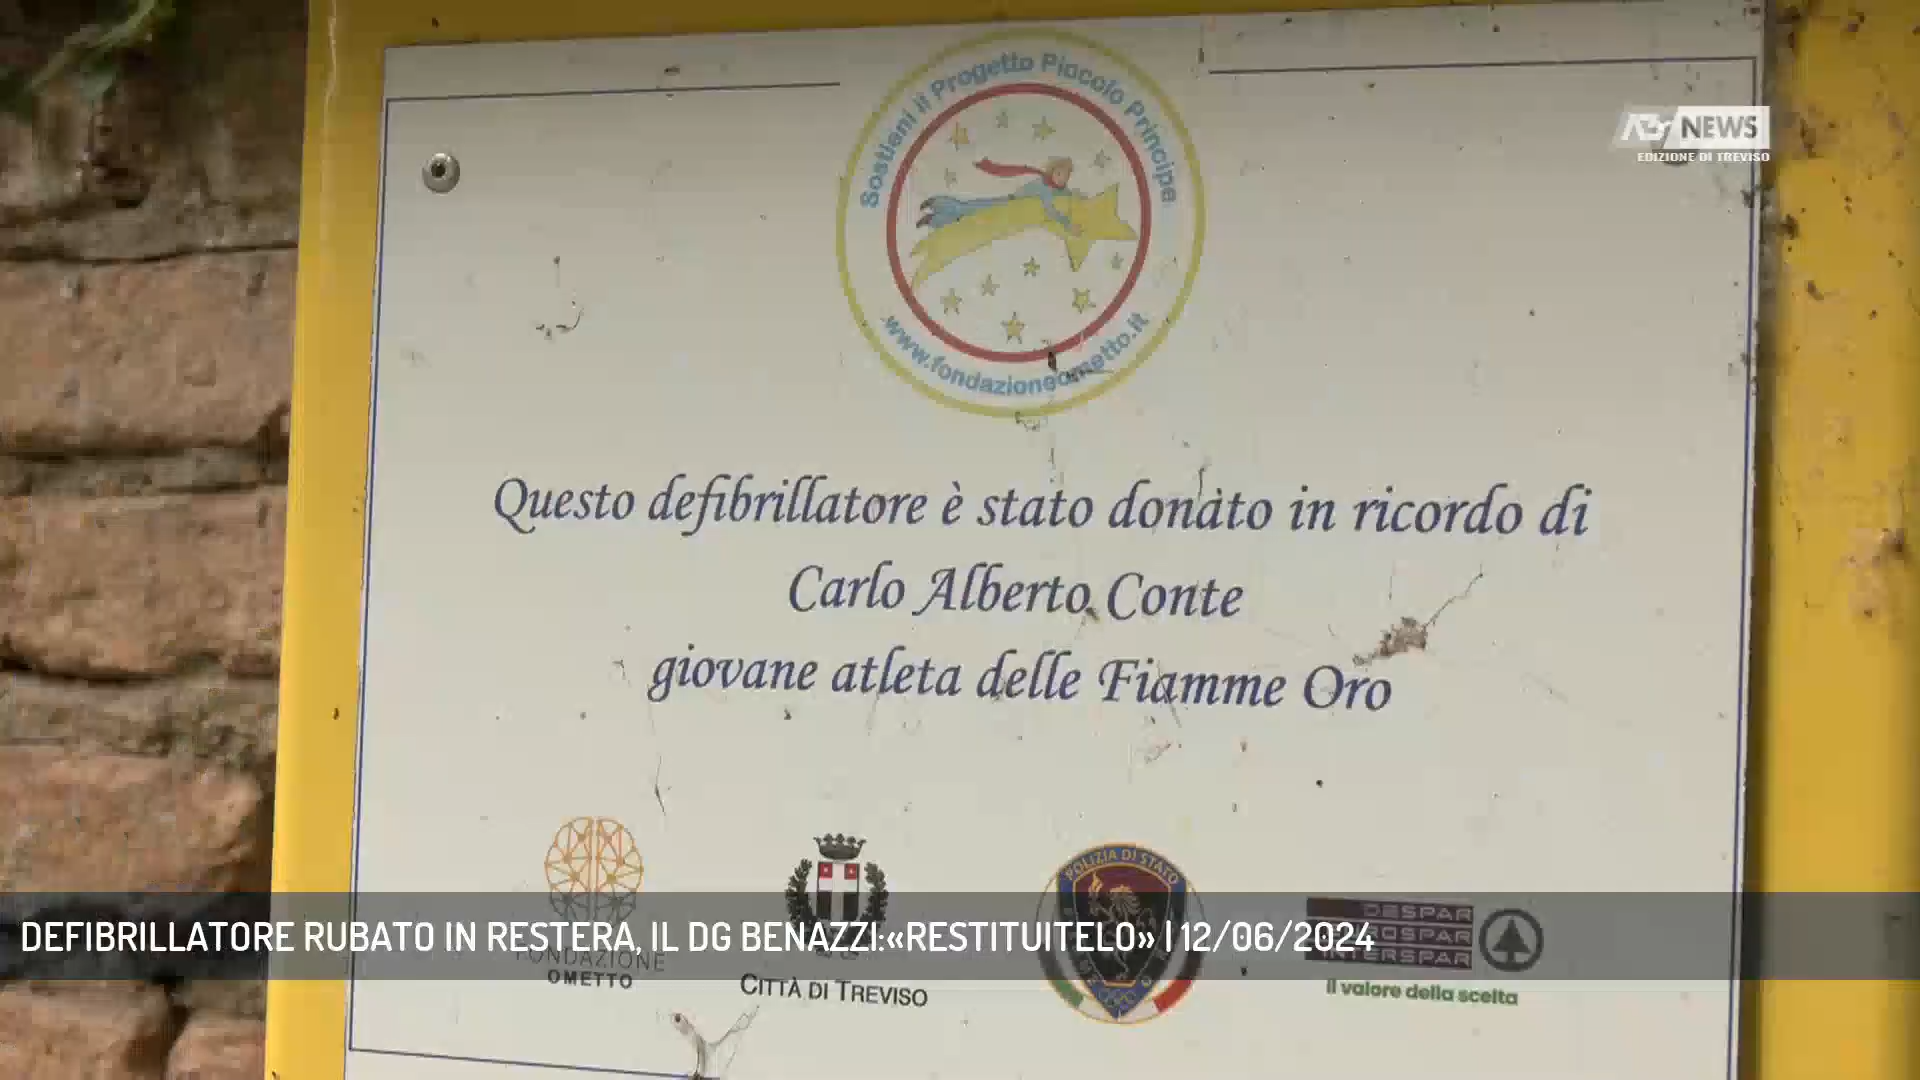 Sostieni il Progetto Piccolo Principe
NEWS
EDIZIONE DI TREVISO
www.fondazioneometto.it
Questo defibrillatore è stato donato in ricordo di
Carlo Alberto Conte
giovane atleta delle Fiamme Oro
POLIZIA DI STATO
DESPAR
INTERSPAR
DEFIBRILLATORE RUBATO IN RESTERA, IL DG BENAZZI:«RESTITUITELO» | 12/06/2024
FONDAZIONE
OMETTO
CITTÀ DI TREVISO
Il valore della scelta